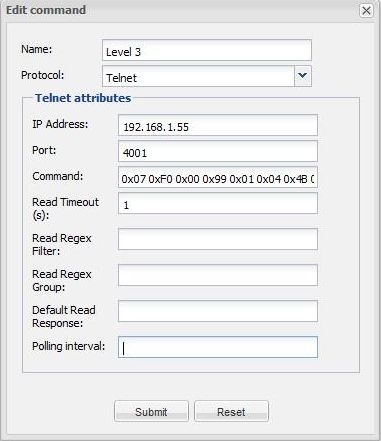 Edit command
Name: Level 3
Protocol: Telnet
Telnet attributes
IP Address: 192.168.1.55
Port: 4001
Command: 0x07 0xF0 0x00 0x99 0x01 0x04 0x4B
Read Timeout (s): 1
Read Regex Filter:
Read Regex Group:
Default Read Response:
Polling interval:
Submit Reset